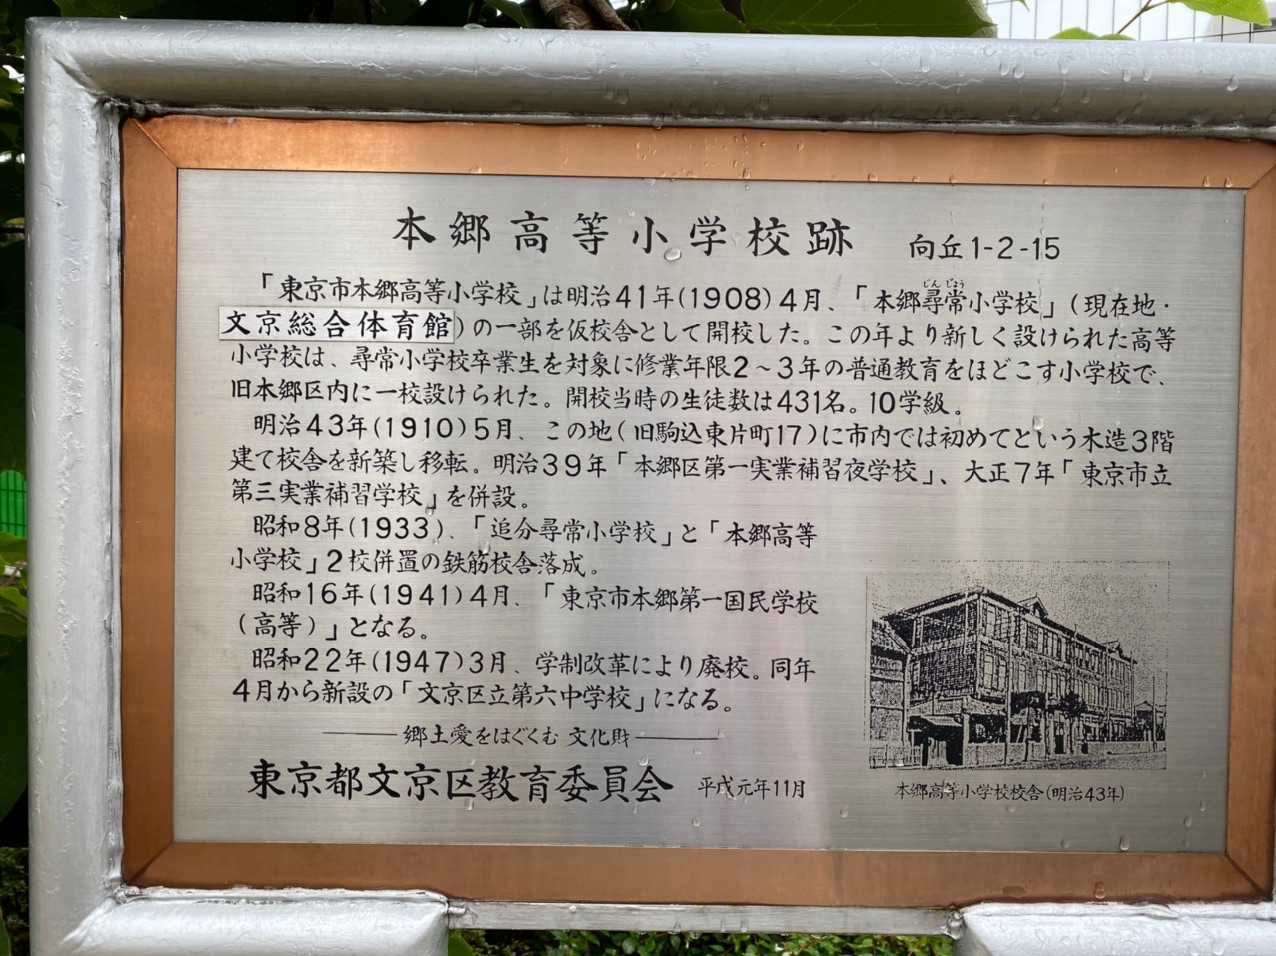 本郷高等小学校跡 向丘1-2-15
「東京市本郷高等小学校」は明治41年(1908)4月、「本郷尋常小学校」(現在地・
じんじょう
文京総合体育館)の一部を仮校舎として開校した。この年より新しく設けられた高等
小学校は、尋常小学校卒業生を対象に修業年限2～3年の普通教育をほどこす小学校で、
旧本郷区内に一校設けられた。開校当時の生徒数は431名。10学級。
明治43年(1910)5月、この地(旧駒込東片町17)に市内では初めてという木造3階
建て校舎を新築し移転。明治39年「本郷区第一実業補習夜学校」、大正7年「東京市立
第三実業補習学校」を併設。
昭和8年(1933)、「追分尋常小学校」と「本郷高等
小学校」2校併置の鉄筋校舎落成。
昭和16年(1941)4月、「東京市本郷第一国民学校
(高等)」となる。
昭和22年(1947)3月、学制改革により廃校。同年
4月から新設の「文京区立第六中学校」になる。
郷土愛をはぐくむ文化財
東京都文京区教育委員会 平成元年11月
本郷高等小学校校舎(明治43年)